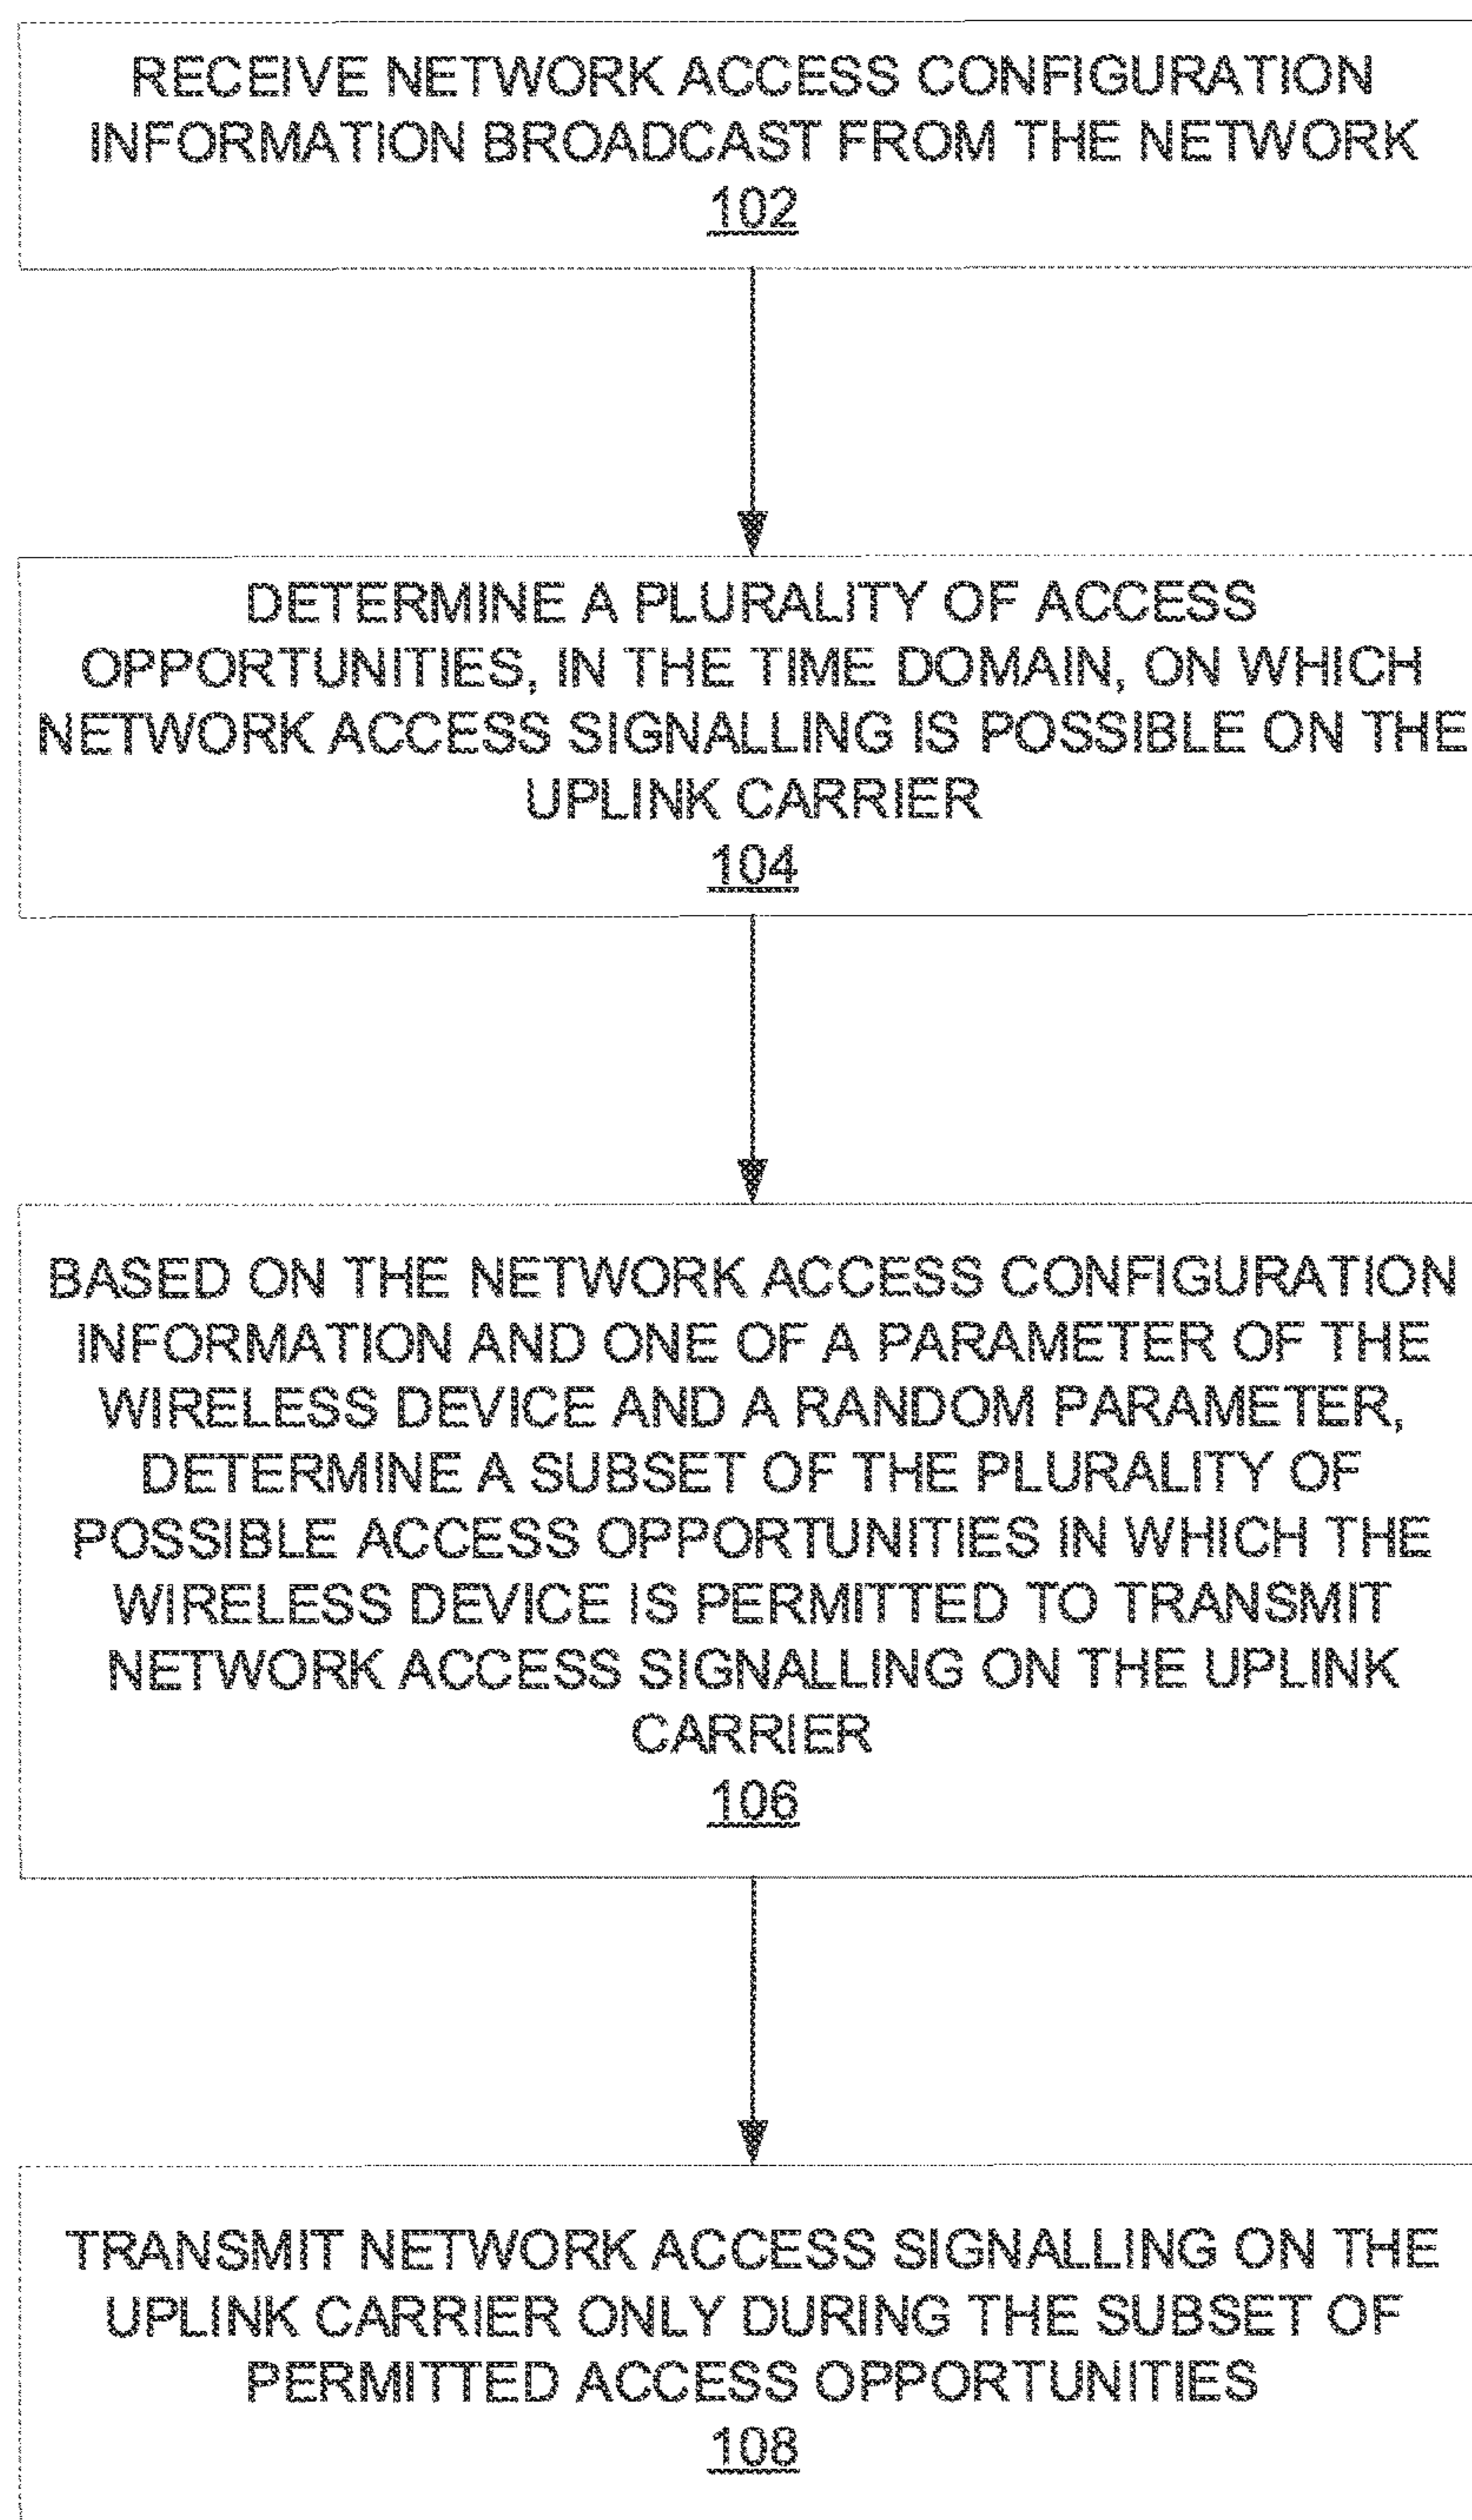 RECEIVE NETWORK ACCESS CONFIGURATION
INFORMATION BROADCAST FROM THE NETWORK
102
DETERMINE A PLURALITY OF ACCESS
OPPORTUNITIES, IN THE TIME DOMAIN, ON WHICH
NETWORK ACCESS SIGNALLING IS POSSIBLE ON THE
UPLINK CARRIER
104
BASED ON THE NETWORK ACCESS CONFIGURATION
INFORMATION AND ONE OF A PARAMETER OF THE
WIRELESS DEVICE AND A RANDOM PARAMETER,
DETERMINE A SUBSET OF THE PLURALITY OF
POSSIBLE ACCESS OPPORTUNITIES IN WHICH THE
WIRELESS DEVICE IS PERMITTED TO TRANSMIT
NETWORK ACCESS SIGNALLING ON THE UPLINK
CARRIER
106
TRANSMIT NETWORK ACCESS SIGNALLING ON THE
UPLINK CARRIER ONLY DURING THE SUBSET OF
PERMITTED ACCESS OPPORTUNITIES
108